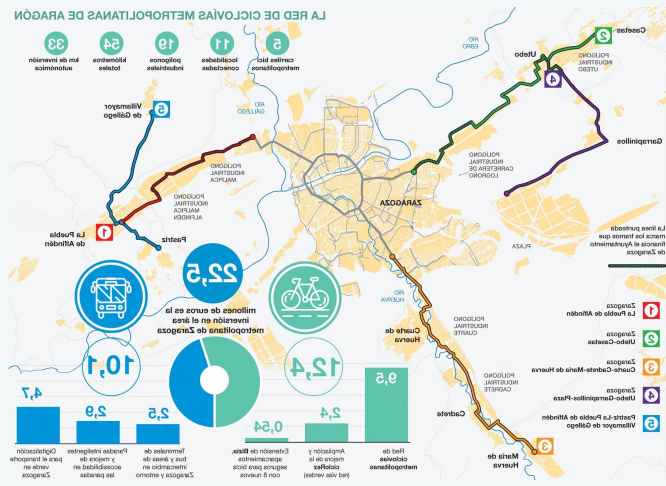 LA RED DE CICLOVÍAS METROPOLITANAS DE ARAGÓN
5
carriles bici
metropolitanos
11
localidades
conectadas
19
polígonos
industriales
54
kilómetros
totales
33
km de inversión
autonómica
Casetas
2
Utebo
POLÍGONO
INDUSTRIAL
UTEBO
4
Garrapinillos
RÍO
EBRO
POLÍGONO
INDUSTRIAL
DE CARRETERA DE
LOGROÑO
PLAZA
ZARAGOZA
RÍO
GÁLLEGO
Villamayor
de Gállego
5
POLÍGONO
INDUSTRIAL
MALPICA
POLÍGONO
INDUSTRIAL
MALPICA
ALFINDÉN
1
La Puebla
de Alfindén
Pastriz
RÍO
HUERVA
Cuarte de
Huerva
POLÍGONO
INDUSTRIAL
CUARTE
POLÍGONO
INDUSTRIAL
CADRETE
Cadrete
3
María de
Huerva
Línea punteada
marca los tramos que
financia el Ayuntamiento
de Zaragoza
1
Zaragoza
La Puebla de Alfindén
2
Zaragoza
Utebo-Casetas
3
Zaragoza
Cuarte-Cadrete-María de Huerva
4
Zaragoza
Utebo-Garrapinillos-Plaza
5
Pastriz-La Puebla de Alfindén
Villamayor de Gállego
22,5
millones de euros es la
inversión en el área
metropolitana de Zaragoza
12,4
10,1
9,5
Red de
ciclovías
metropolitanas
2,4
Ampliación y
mejora de la
ciclotez
(red vías verdes)
0,54
Extensión de Bizis,
aparcamientos
seguros para bicis
con 8 nuevos
2,5
Terminales de
bus y áreas de
intercambio en
Zaragoza y entorno
2,9
Paradas inteligentes
y mejora de
accesibilidad en
las paradas
4,7
Digitalización
para el transporte
en verde en
Zaragoza